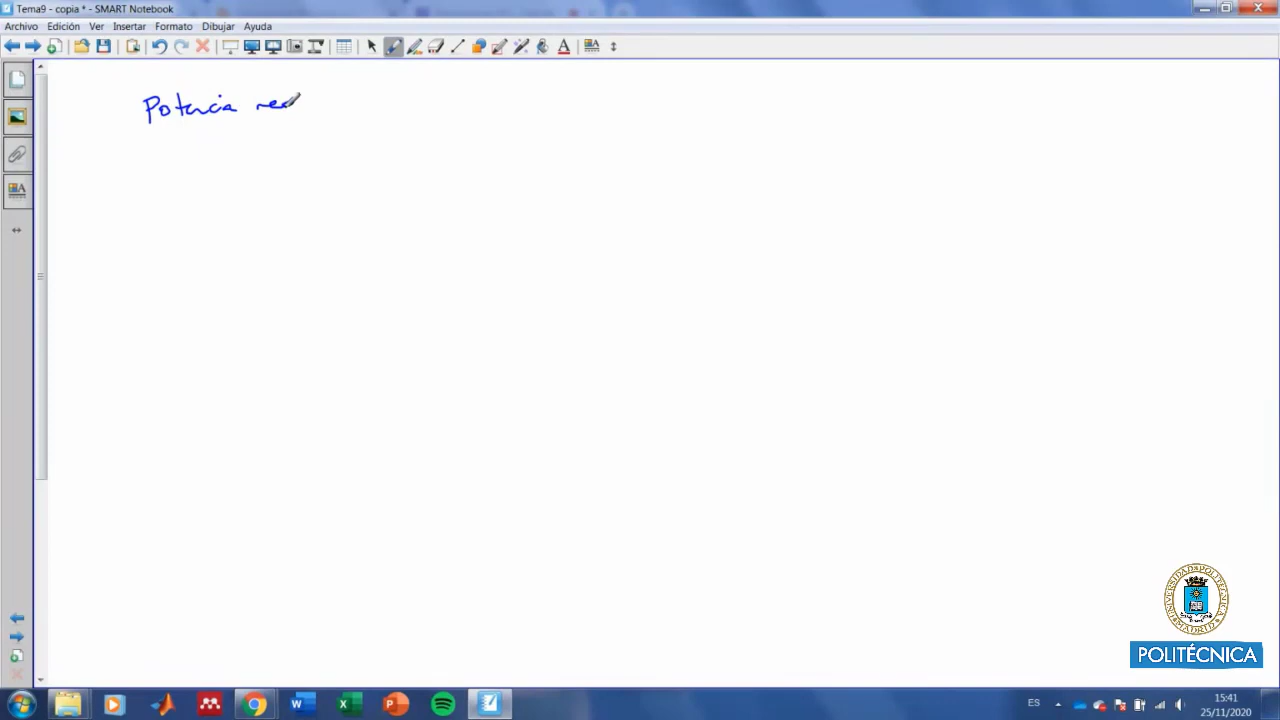 Tema9 - copia * - SMART Notebook
Archivo Edición Ver Insertar Formato Dibujar Ayuda
Potencia rea
POLITÉCNICA
ES
15:41
25/11/2020